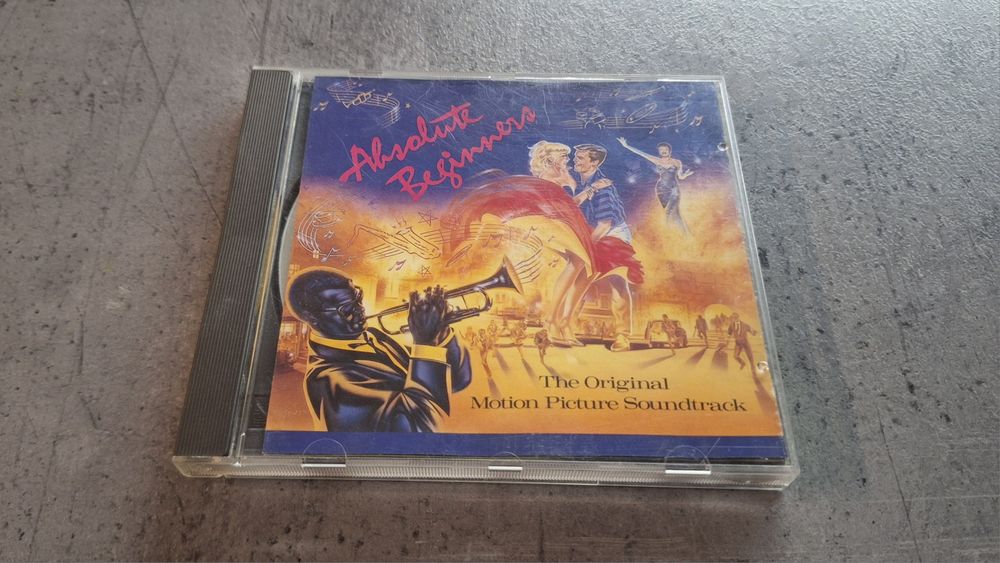 Absolute
Beginners
The Original
Motion Picture Soundtrack